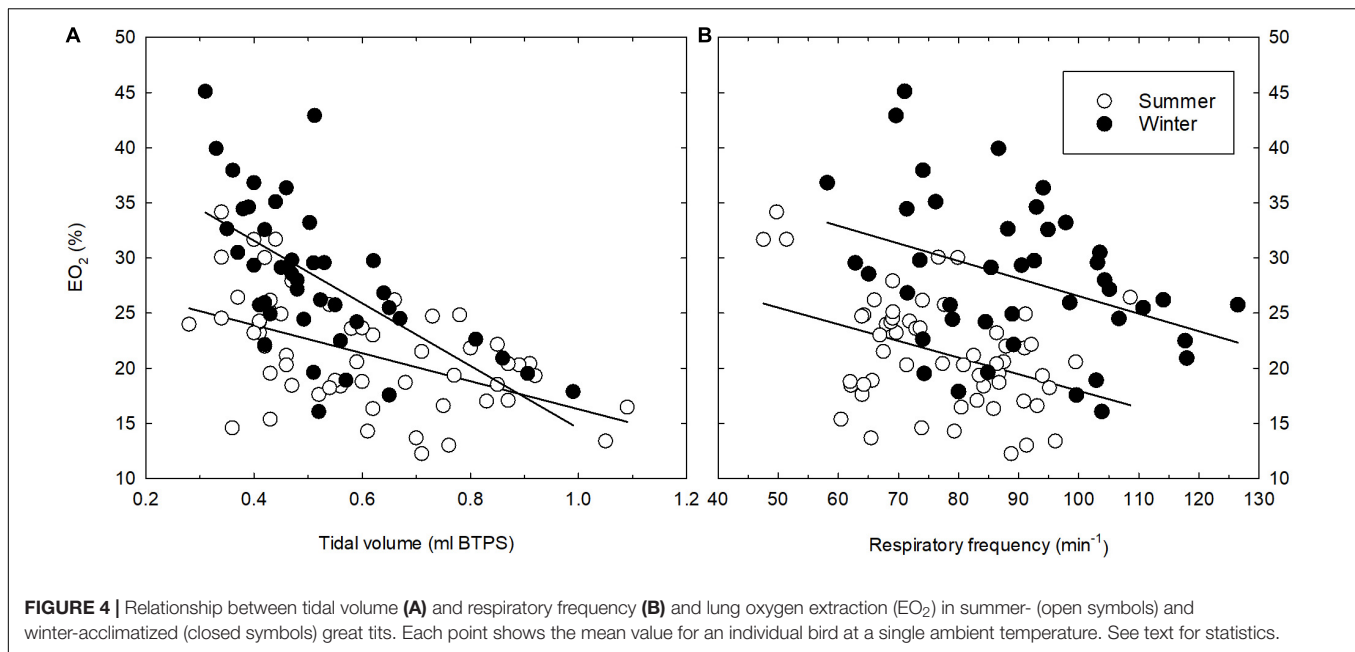 A
B
50
45
40
35
30
25
20
15
10
EO₂ (%)
0.2 0.4 0.6 0.8 1.0 1.2
Tidal volume (ml BTPS)
Summer
Winter
50
45
40
35
30
25
20
15
10
40 50 60 70 80 90 100 110 120 130
Respiratory frequency (min⁻¹)
FIGURE 4 | Relationship between tidal volume (A) and respiratory frequency (B) and lung oxygen extraction (EO₂) in summer- (open symbols) and
winter-acclimatized (closed symbols) great tits. Each point shows the mean value for an individual bird at a single ambient temperature. See text for statistics.